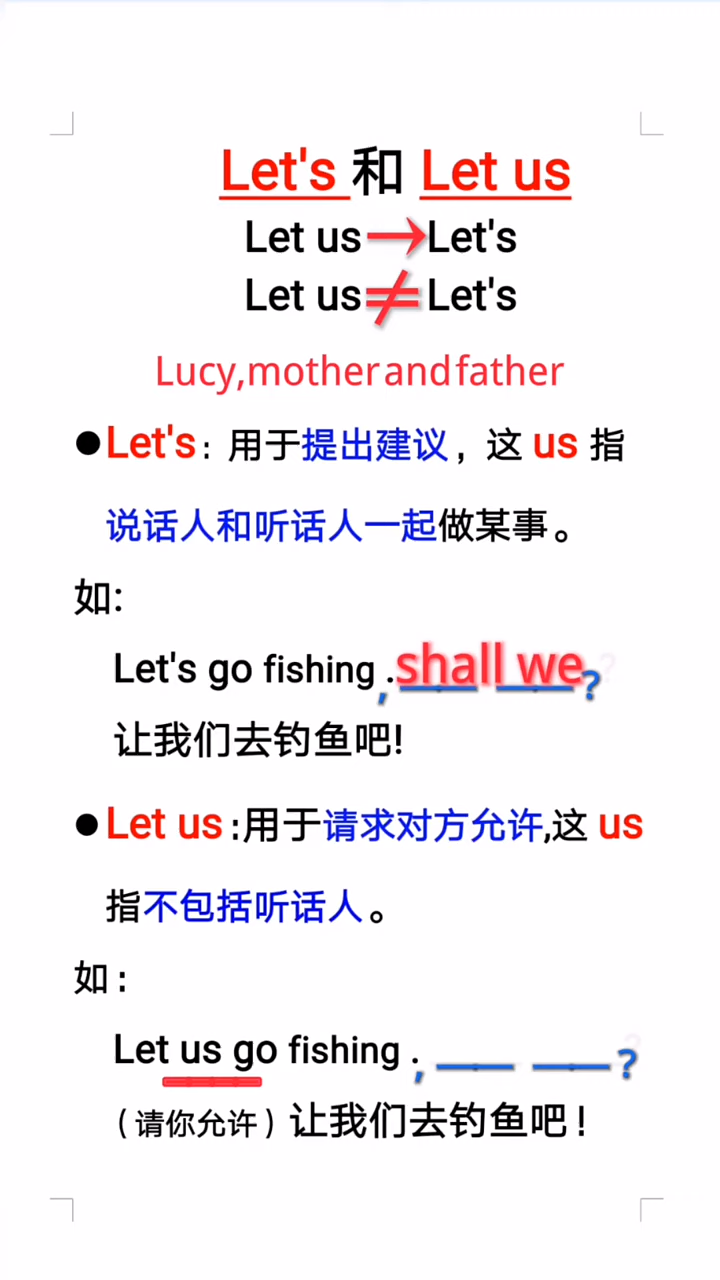 Let's 和 Let us
Let us→Let's
Let us≠Let's
Lucy,mother and father
●Let's：用于提出建议，这 us 指
说话人和听话人一起做某事。
如:
Let's go fishing .,shall we?
让我们去钓鱼吧!
●Let us :用于请求对方允许,这 us
指不包括听话人。
如：
Let us go fishing ., ___ ___?
（请你允许）让我们去钓鱼吧！